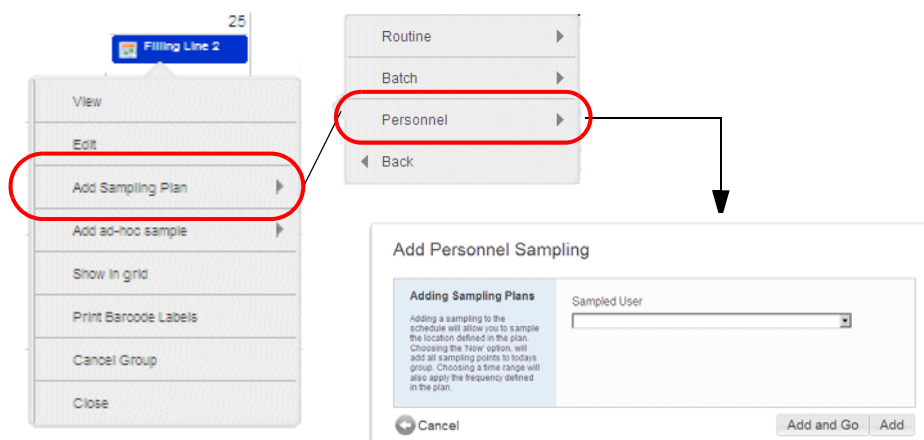 25
Filling Line 2
View
Edit
Add Sampling Plan
Add ad-hoc sample
Show in grid
Print Barcode Labels
Cancel Group
Close
Routine
Batch
Personnel
Back
Add Personnel Sampling
Adding Sampling Plans
Adding a sampling to the
schedule will allow you to sample
the location defined in the plan.
Choosing the 'Now' option, will
add all sampling points to todays
group. Choosing a time range will
also apply the frequency defined
in the plan.
Sampled User
Cancel
Add and Go
Add